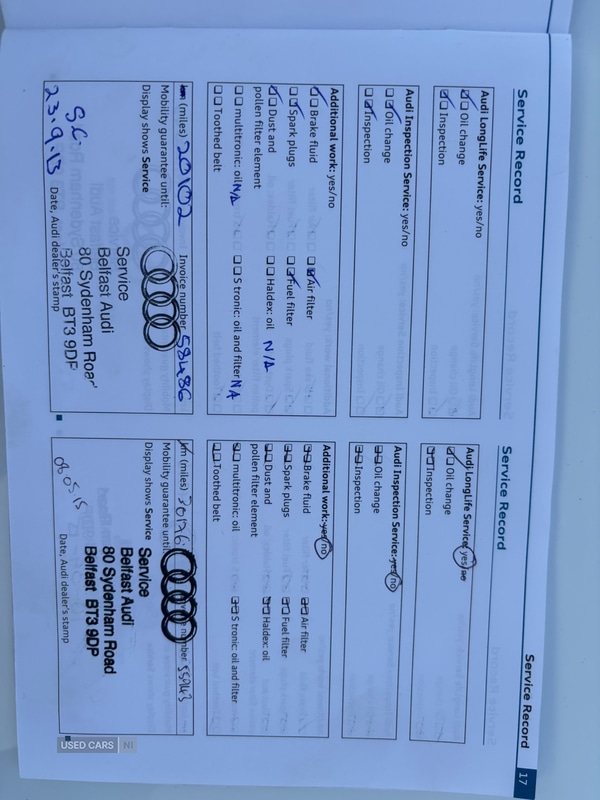 Service Record
Audi LongLife Service: yes/no
Oil change
Inspection
Audi Inspection Service: yes/no
Oil change
Inspection
Additional work: yes/no
Brake fluid
Air filter
Spark plugs
Fuel filter
Dust and
pollen filter element
Haldex: oil N/A
multitronic: oil N/A
S tronic: oil and filter NA
Toothed belt
km (miles) 20102 Invoice number 58486
Mobility guarantee until:
Display shows Service
Service
Belfast Audi
80 Sydenham Road
Belfast BT3 9DP
S.C.
23.9.13 Date, Audi dealer's stamp
Service Record
Audi LongLife Service: yes/no
Oil change
Inspection
Audi Inspection Service: yes/no
Oil change
Inspection
Additional work: yes/no
Brake fluid
Air filter
Spark plugs
Fuel filter
Dust and
pollen filter element
Haldex: oil
multitronic: oil
S tronic: oil and filter
Toothed belt
km (miles)
Mobility guarantee until
Display shows Service
Service
Belfast Audi
80 Sydenham Road
Belfast BT3 9DP
08.05.15
Date, Audi dealer's stamp
Service Record
17
USED CARS NI